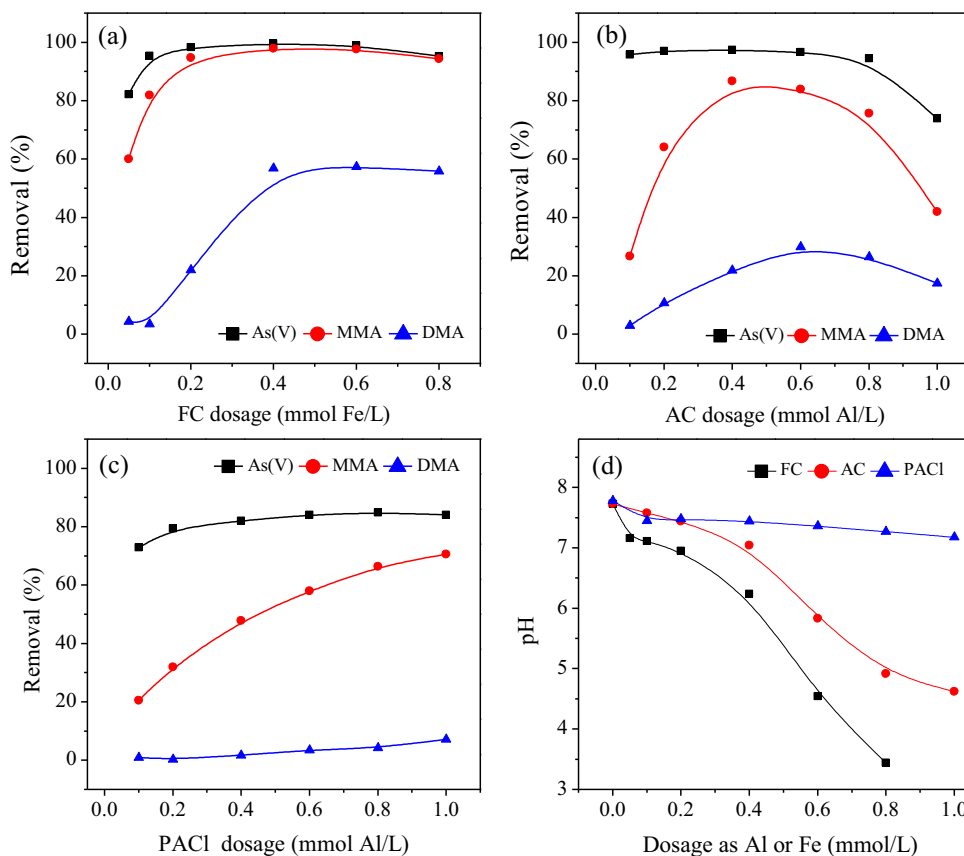 (a)
Removal (%)
100
80
60
40
20
0
As(V) MMA DMA
0.0 0.2 0.4 0.6 0.8
FC dosage (mmol Fe/L)
(b)
Removal (%)
100
80
60
40
20
0
As(V) MMA DMA
0.0 0.2 0.4 0.6 0.8 1.0
AC dosage (mmol Al/L)
(c)
As(V) MMA DMA
Removal (%)
100
80
60
40
20
0
0.0 0.2 0.4 0.6 0.8 1.0
PACl dosage (mmol Al/L)
(d)
FC AC PACl
pH
8
7
6
5
4
3
0.0 0.2 0.4 0.6 0.8 1.0
Dosage as Al or Fe (mmol/L)